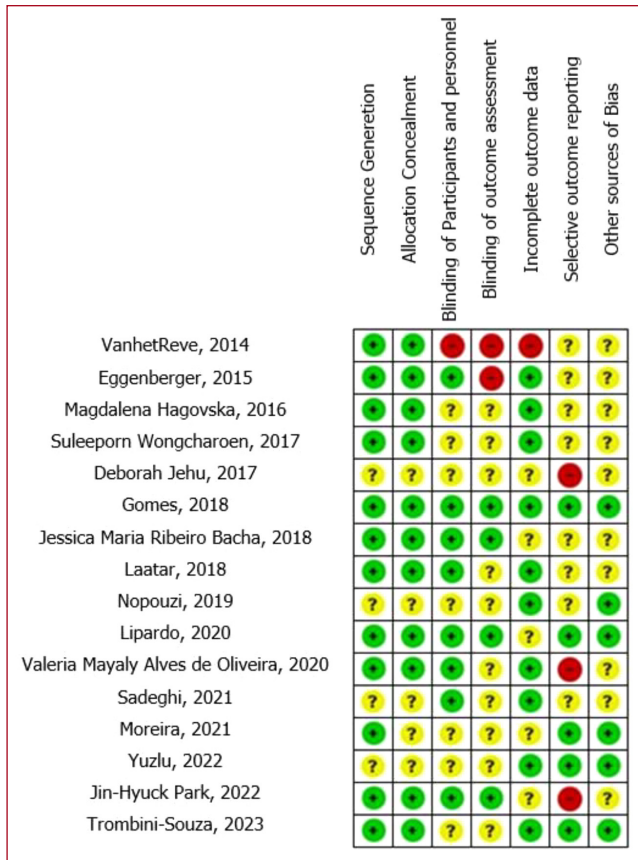 Sequence Generetion
Allocation Concealment
Blinding of Participants and personnel
Blinding of outcome assessment
Incomplete outcome data
Selective outcome reporting
Other sources of Bias
VanhetReve, 2014 + + - - - ? ?
Eggenberger, 2015 + + + - + ? ?
Magdalena Hagovska, 2016 + + ? ? + ? ?
Suleeporn Wongcharoen, 2017 + + ? ? + ? ?
Deborah Jehu, 2017 ? ? ? ? ? - ?
Gomes, 2018 + + + + + + +
Jessica Maria Ribeiro Bacha, 2018 + + + + ? ? ?
Laatar, 2018 + + + ? + ? ?
Nopouzi, 2019 ? ? ? ? + ? +
Lipardo, 2020 + + + + ? + +
Valeria Mayaly Alves de Oliveira, 2020 + + + ? + - ?
Sadeghi, 2021 ? ? + ? + ? ?
Moreira, 2021 + ? ? ? ? + +
Yuzlu, 2022 ? ? ? ? + + +
Jin-Hyuck Park, 2022 + + + + ? - ?
Trombini-Souza, 2023 + + ? ? + + +